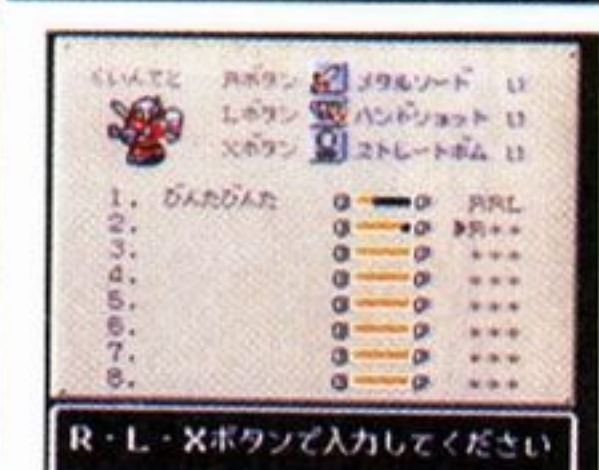 くいんてと Rボタン メタルソード L1
Lボタン ハンドショット L1
Xボタン ストレートボム L1
1. びんたびんた RRL
2. ▶R**
3. ***
4. ***
5. ***
6. ***
7. ***
8. ***
R・L・Xボタンで入力してください